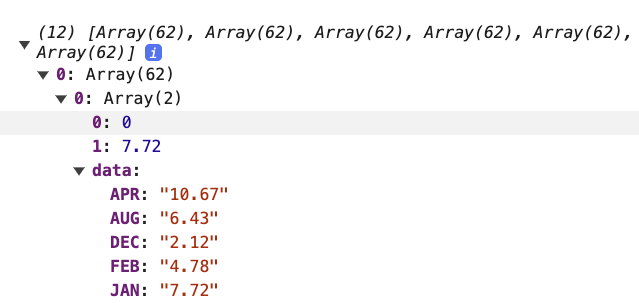 (12) [Array(62), Array(62), Array(62), Array(62), Array(62),
Array(62)] i
0: Array(62)
0: Array(2)
0: 0
1: 7.72
data:
APR: "10.67"
AUG: "6.43"
DEC: "2.12"
FEB: "4.78"
JAN: "7.72"